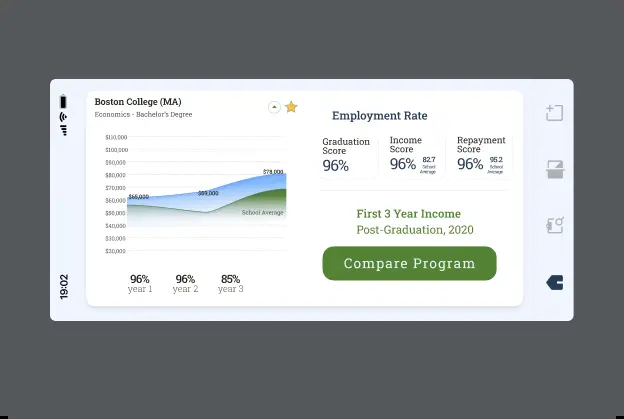 Boston College (MA)
Economics - Bachelor's Degree
$110,000
$100,000
$90,000
$80,000
$70,000
$60,000
$50,000
$40,000
$30,000
$20,000
$65,000
$69,000
$78,000
School Average
96%
year 1
96%
year 2
85%
year 3
Employment Rate
Graduation
Score
96%
Income
Score
96%
82.7
School
Average
Repayment
Score
96%
95.2
School
Average
First 3 Year Income
Post-Graduation, 2020
Compare Program
19:02